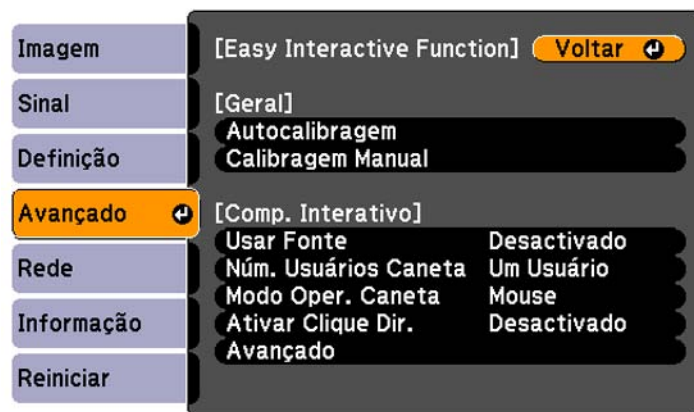 Imagem
Sinal
Definição
Avançado
Rede
Informação
Reiniciar
[Easy Interactive Function] Voltar
[Geral]
Autocalibragem
Calibragem Manual
[Comp. Interativo]
Usar Fonte Desactivado
Núm. Usuários Caneta Um Usuário
Modo Oper. Caneta Mouse
Ativar Clique Dir. Desactivado
Avançado